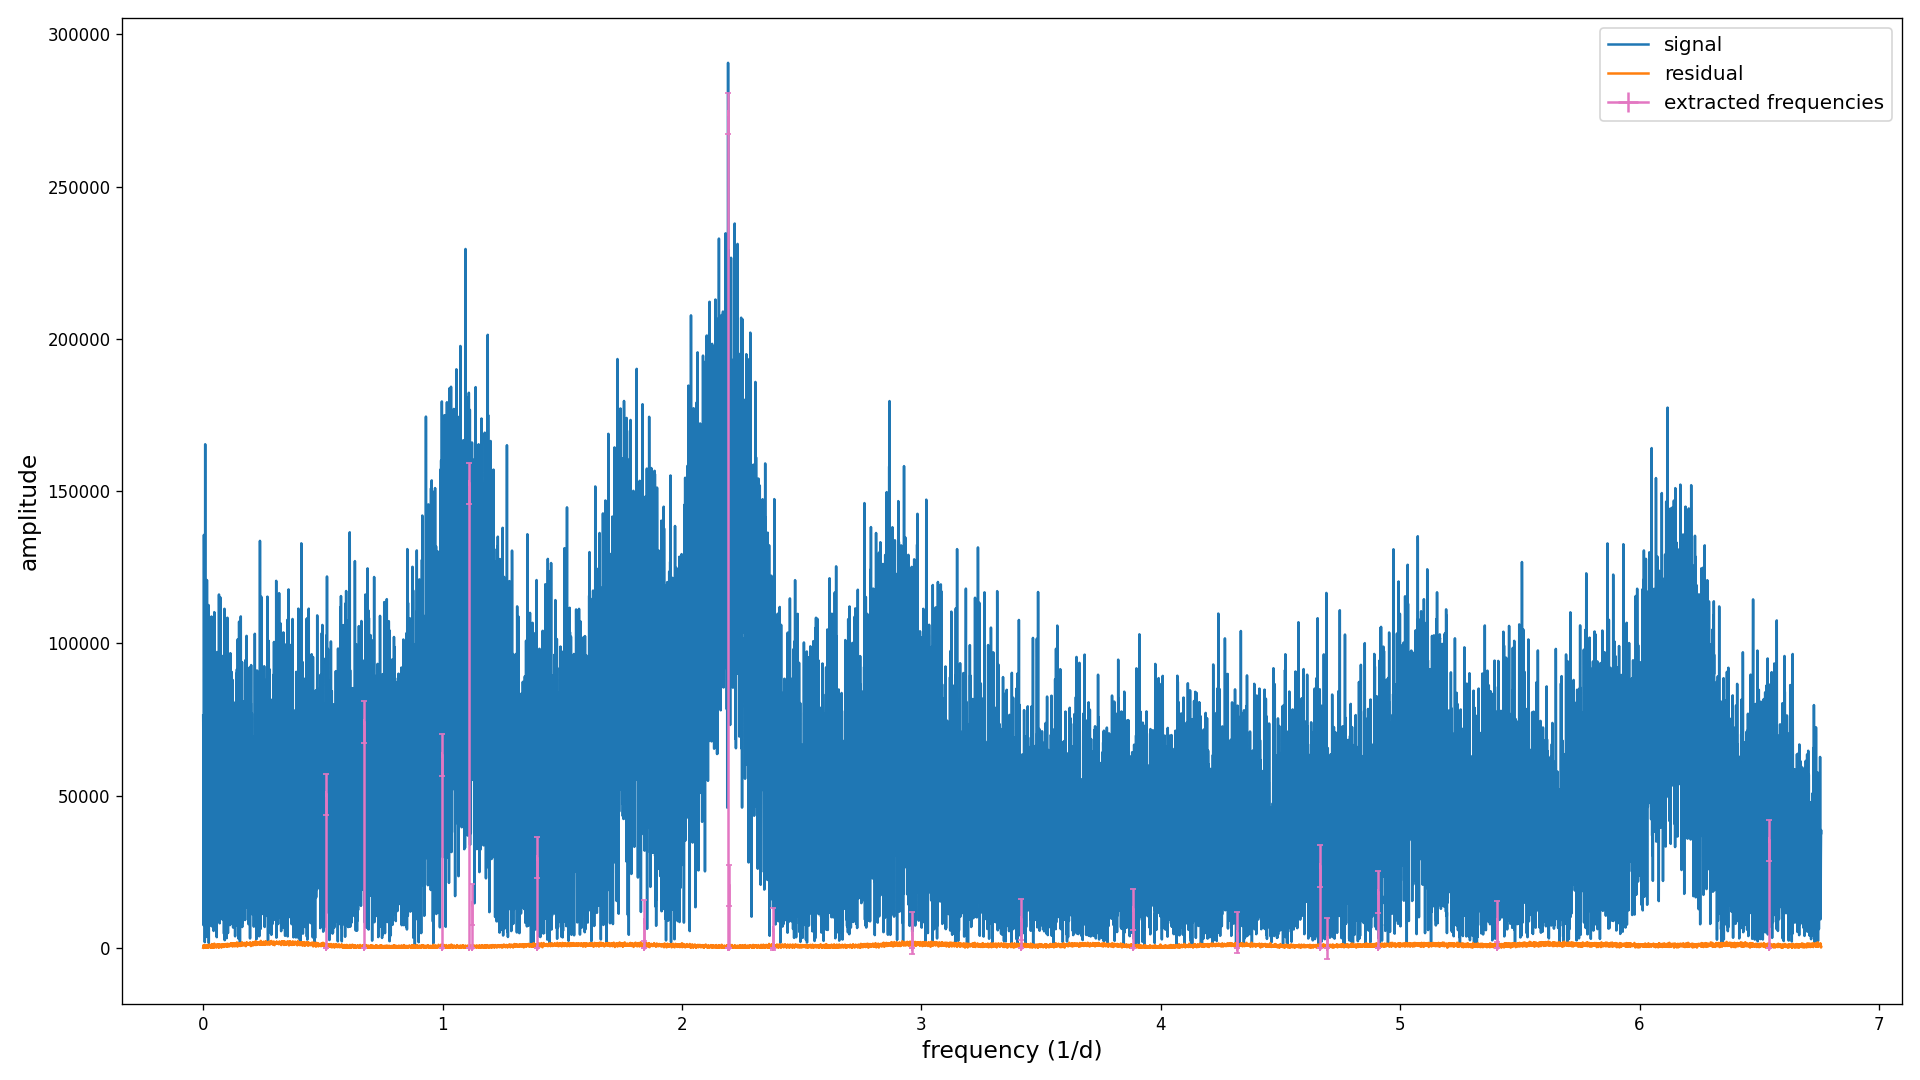 300000
250000
200000
150000
100000
50000
0
amplitude
0 1 2 3 4 5 6 7
frequency (1/d)
signal
residual
extracted frequencies